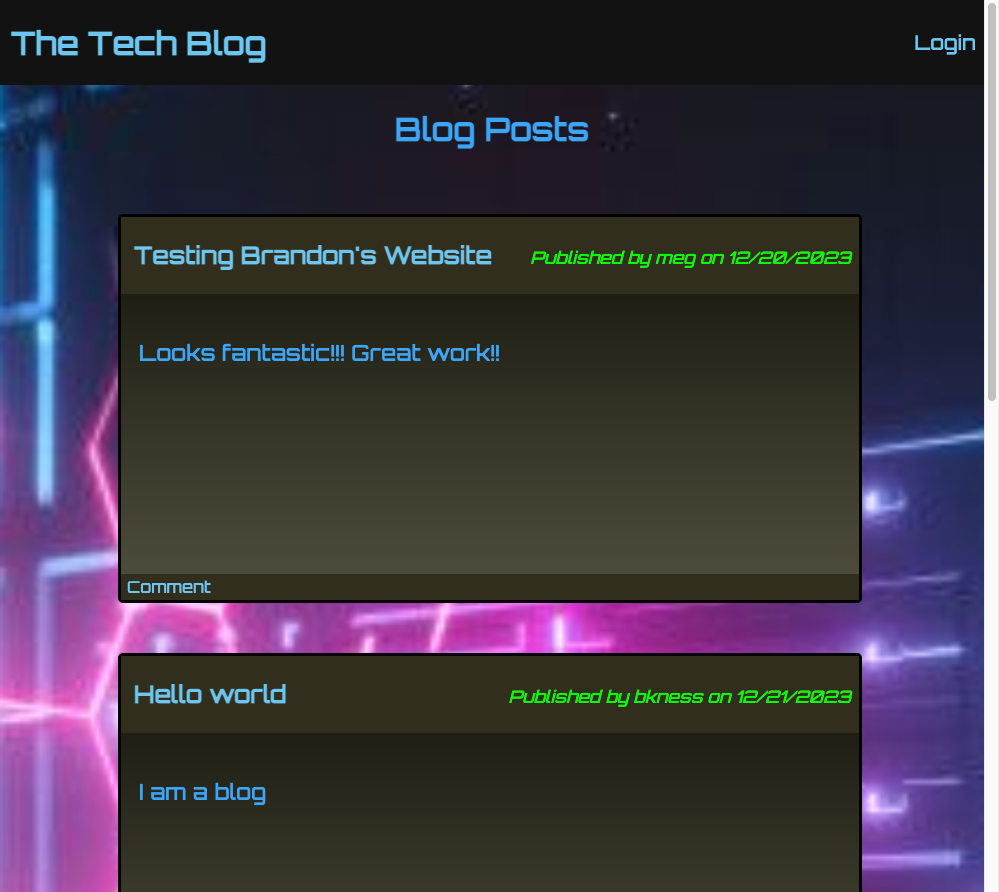 The Tech Blog
Login
Blog Posts
Testing Brandon's Website
Published by meg on 12/20/2023
Looks fantastic!!! Great work!!
Comment
Hello world
Published by bkness on 12/21/2023
I am a blog